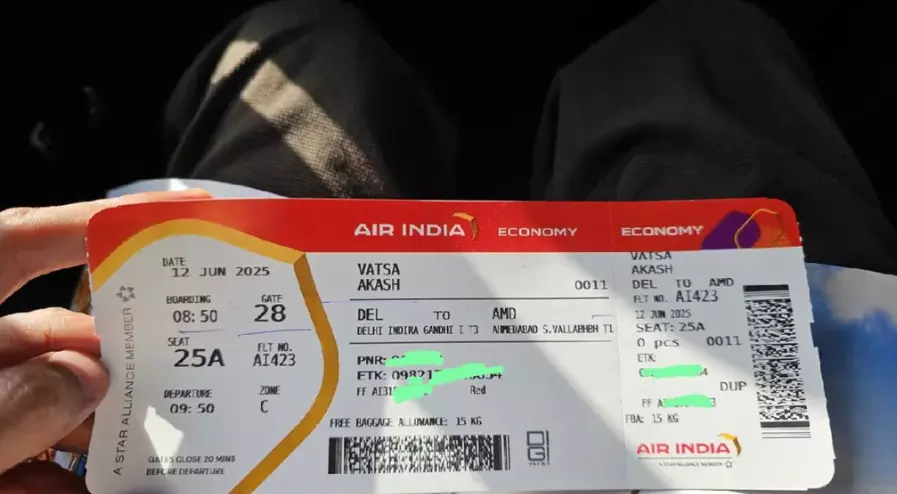 AIR INDIA ECONOMY
DATE
12 JUN 2025
BOARDING GATE
08:50 28
SEAT FLT NO.
25A AI423
DEPARTURE ZONE
09:50 C
GATES CLOSE 20 MINS
BEFORE DEPARTURE
A STAR ALLIANCE MEMBER
VATSA
AKASH 0011
DEL TO AMD
DELHI INDIRA GANDHI I T3 AHMEDABAD S.VALLABHBH T1
PNR:
ETK:
FF Red
FREE BAGGAGE ALLOWANCE: 15 KG
DIGI
YATRA
ECONOMY
VATSA
AKASH
DEL TO AMD
FLT NO. AI423
12 JUN 2025
SEAT: 25A
0 pcs 0011
ETK:
DUP
FF
FBA: 15 KG
AIR INDIA
A STAR ALLIANCE MEMBER